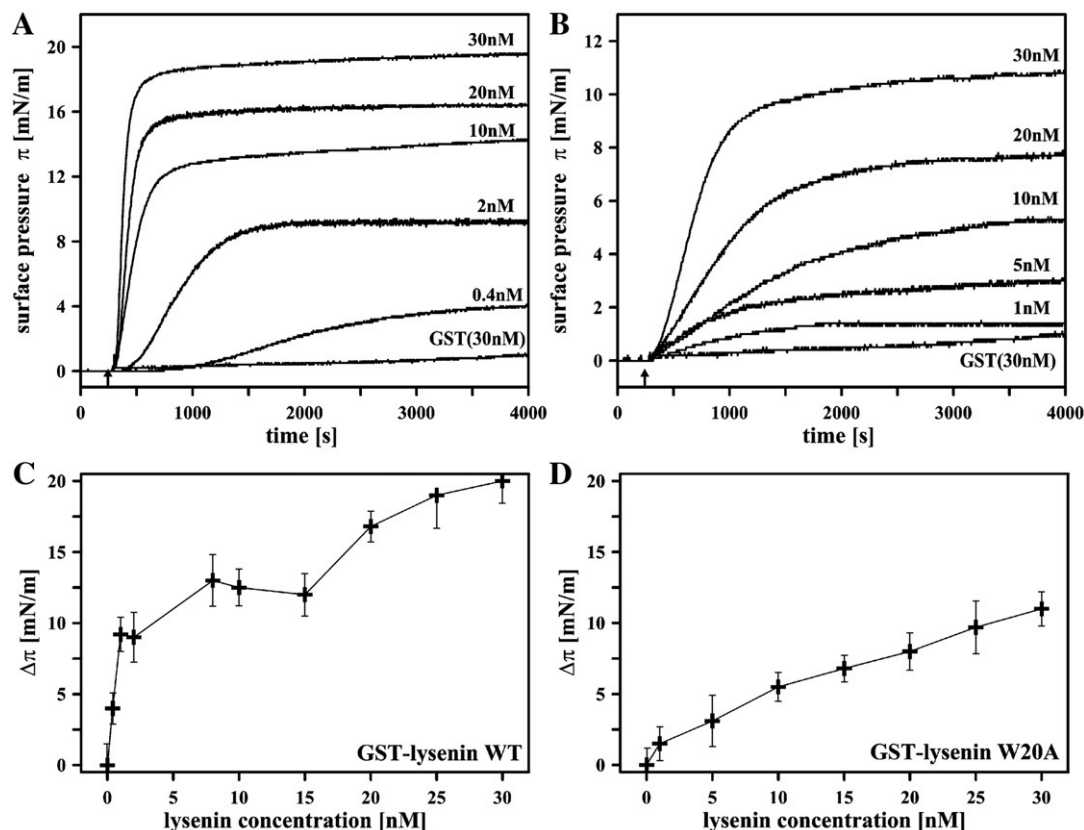 A
surface pressure π [mN/m]
20
16
12
8
4
0
30nM
20nM
10nM
2nM
0.4nM
GST(30nM)
0 1000 2000 3000 4000
time [s]
B
surface pressure π [mN/m]
10
8
6
4
2
0
30nM
20nM
10nM
5nM
1nM
GST(30nM)
0 1000 2000 3000 4000
time [s]
C
Δπ [mN/m]
20
15
10
5
0
GST-lysenin WT
0 5 10 15 20 25 30
lysenin concentration [nM]
D
Δπ [mN/m]
20
15
10
5
0
GST-lysenin W20A
0 5 10 15 20 25 30
lysenin concentration [nM]